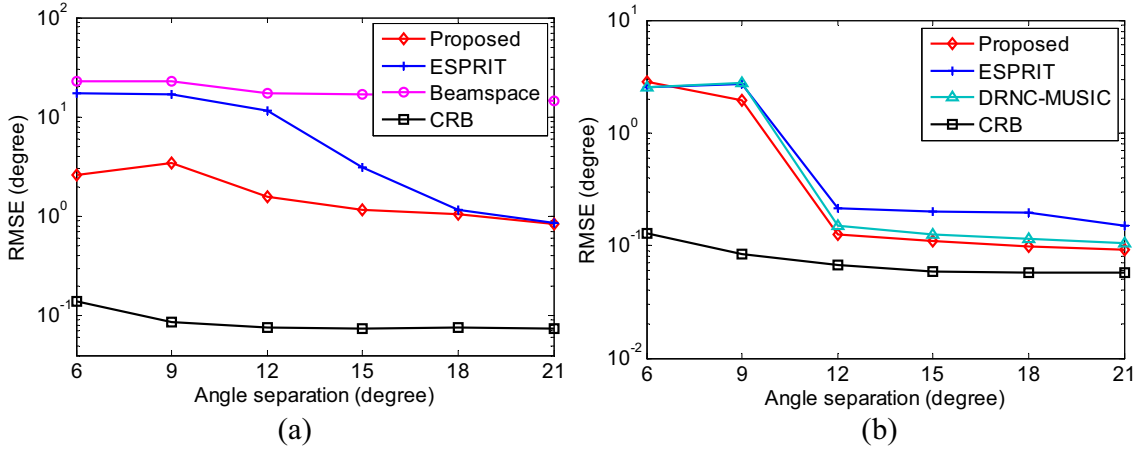 10^2
10^1
10^0
10^-1
RMSE (degree)
Proposed
ESPRIT
Beamspace
CRB
6 9 12 15 18 21
Angle separation (degree)
(a)
10^1
10^0
10^-1
10^-2
RMSE (degree)
Proposed
ESPRIT
DRNC-MUSIC
CRB
6 9 12 15 18 21
Angle separation (degree)
(b)